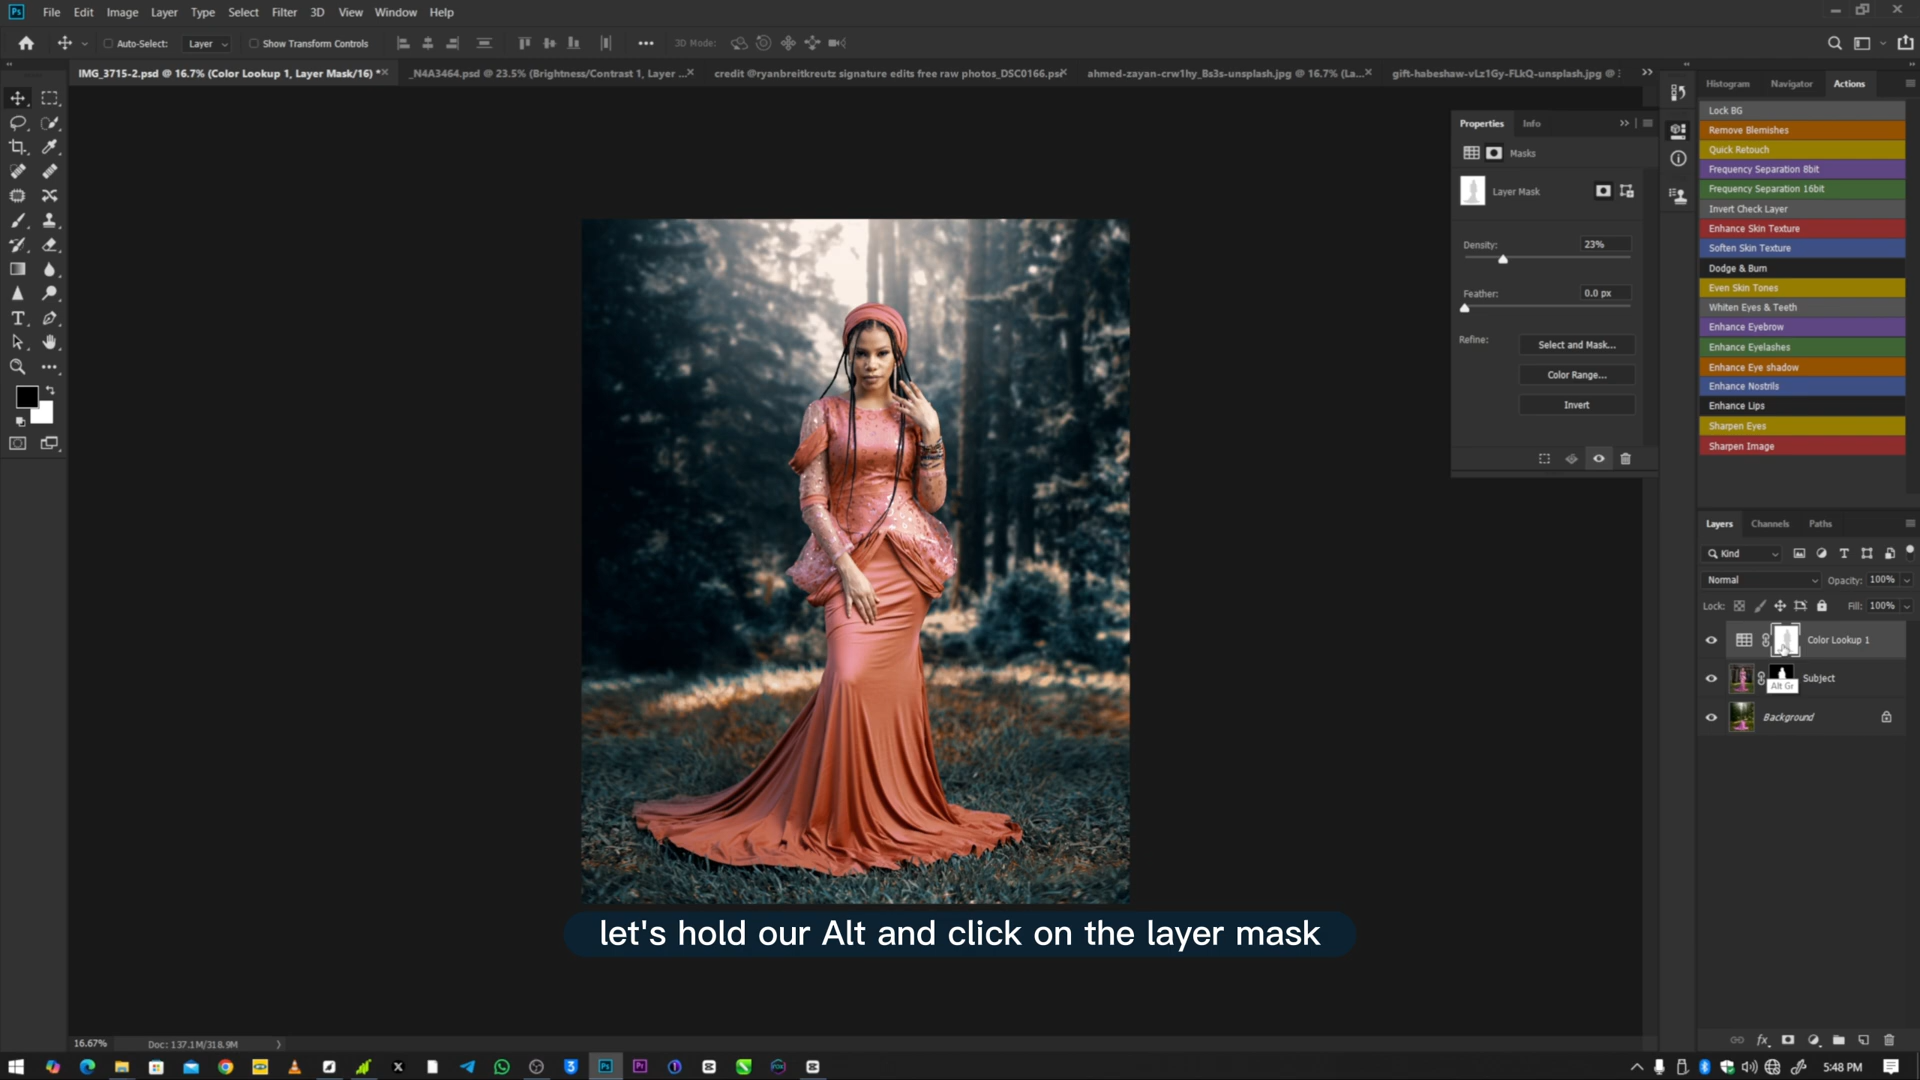 Ps File Edit Image Layer Type Select Filter 3D View Window Help
Auto-Select: Layer Show Transform Controls 3D Mode:
IMG_3715-2.psd @ 16.7% (Color Lookup 1, Layer Mask/16) *
_N4A3464.psd @ 23.5% (Brightness/Contrast 1, Layer ...
credit @ryanbreitkreutz signature edits free raw photos_DSC0166.psd
ahmed-zayan-crw1hy_Bs3s-unsplash.jpg @ 16.7% (La...
gift-habeshaw-vLz1Gy-FLkQ-unsplash.jpg @
Histogram Navigator Actions
Lock BG
Remove Blemishes
Quick Retouch
Frequency Separation 8bit
Frequency Separation 16bit
Invert Check Layer
Enhance Skin Texture
Soften Skin Texture
Dodge & Burn
Even Skin Tones
Whiten Eyes & Teeth
Enhance Eyebrow
Enhance Eyelashes
Enhance Eye shadow
Enhance Nostrils
Enhance Lips
Sharpen Eyes
Sharpen Image
Properties Info
Masks
Layer Mask
Density: 23%
Feather: 0.0 px
Refine: Select and Mask...
Color Range...
Invert
Layers Channels Paths
Kind
Normal Opacity: 100%
Lock: Fill: 100%
Color Lookup 1
Subject
Alt Gr
Background
let's hold our Alt and click on the layer mask
16.67% Doc: 137.1M/318.9M
5:48 PM